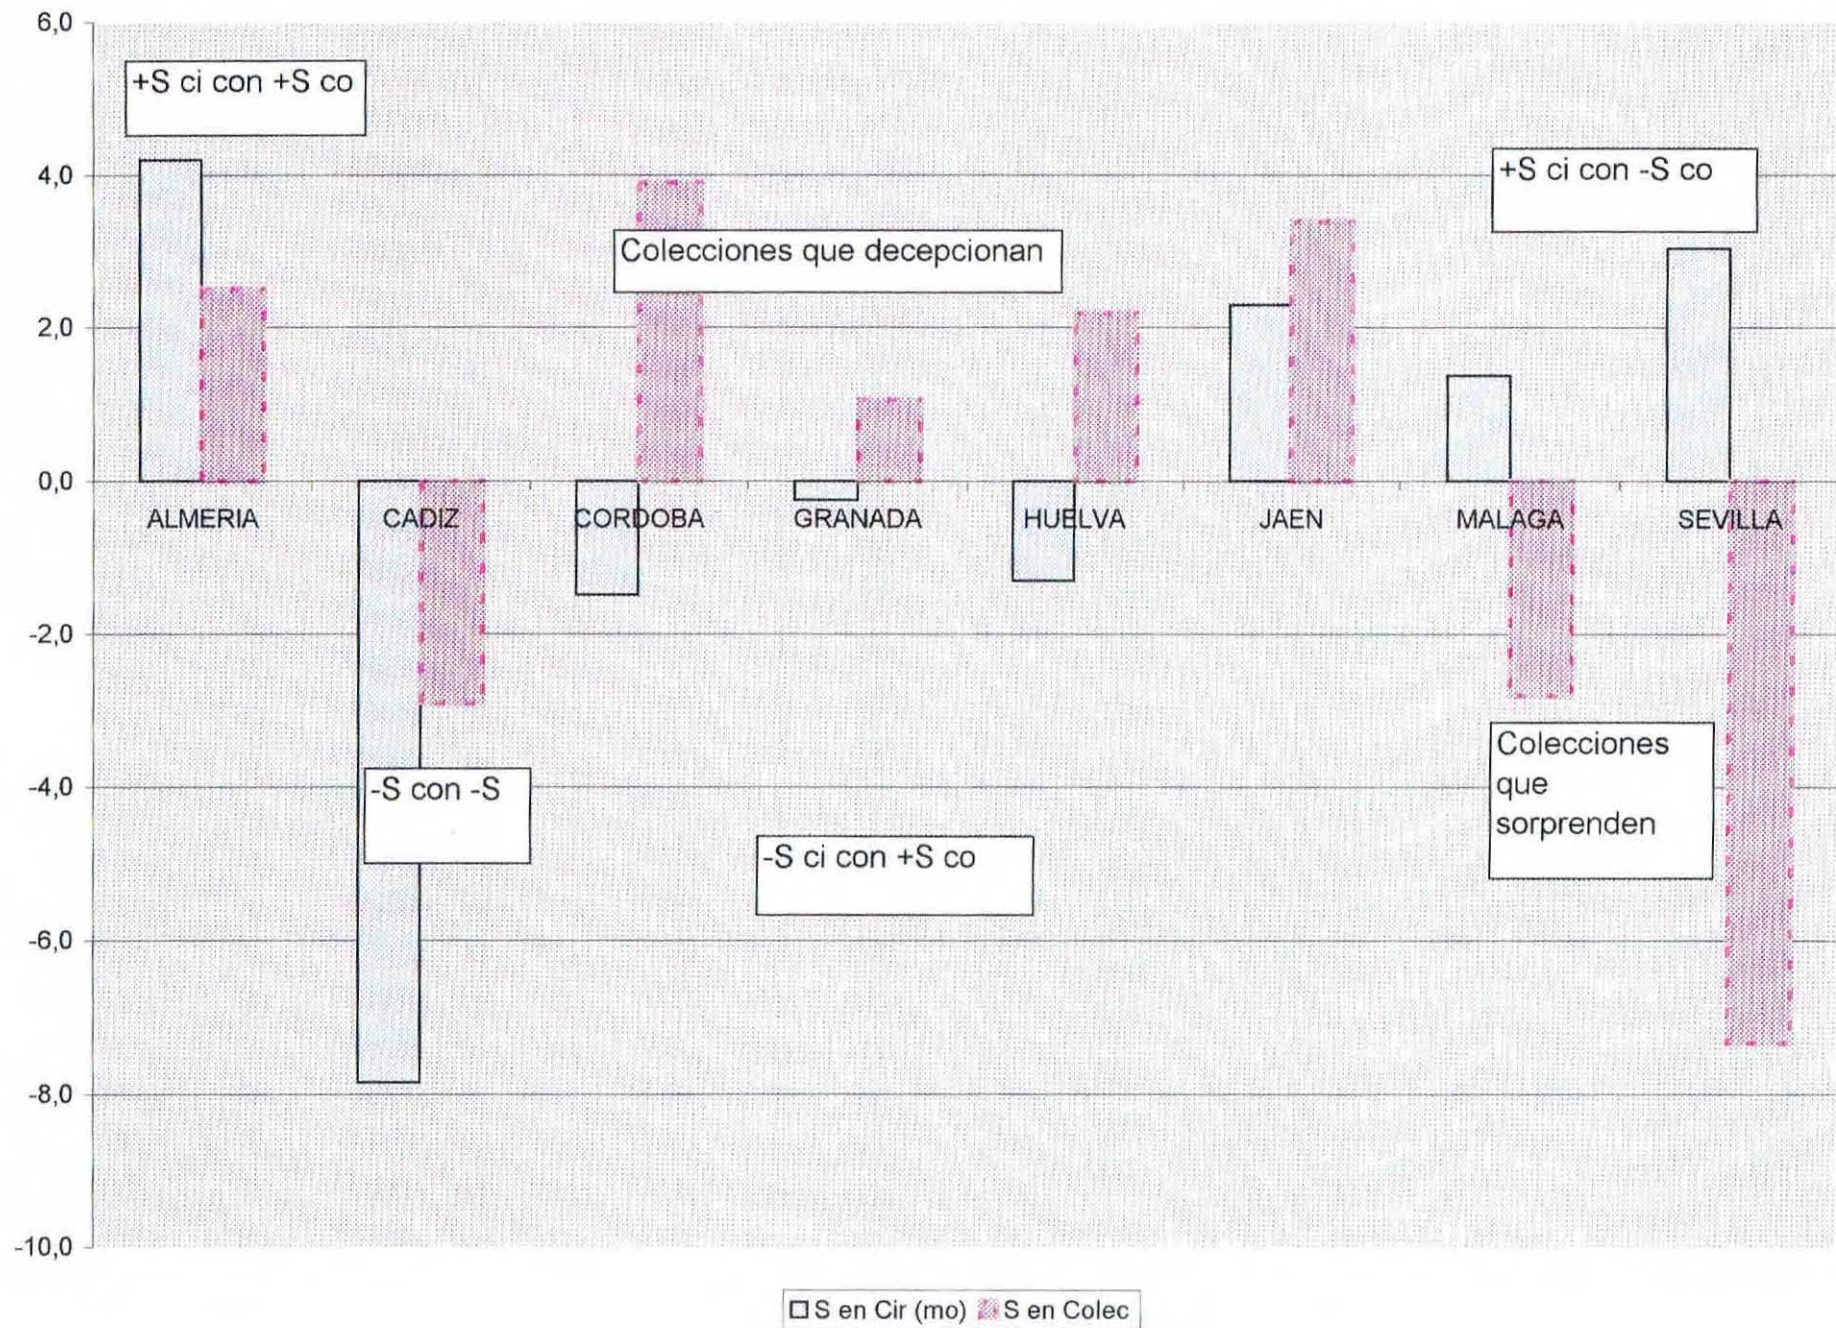 6,0
+S ci con +S co
4,0
+S ci con -S co
Colecciones que decepcionan
2,0
0,0
ALMERIA CADIZ CORDOBA GRANADA HUELVA JAEN MALAGA SEVILLA
-2,0
Colecciones
que
sorprenden
-4,0
-S con -S
-S ci con +S co
-6,0
-8,0
-10,0
S en Cir (mo) S en Colec